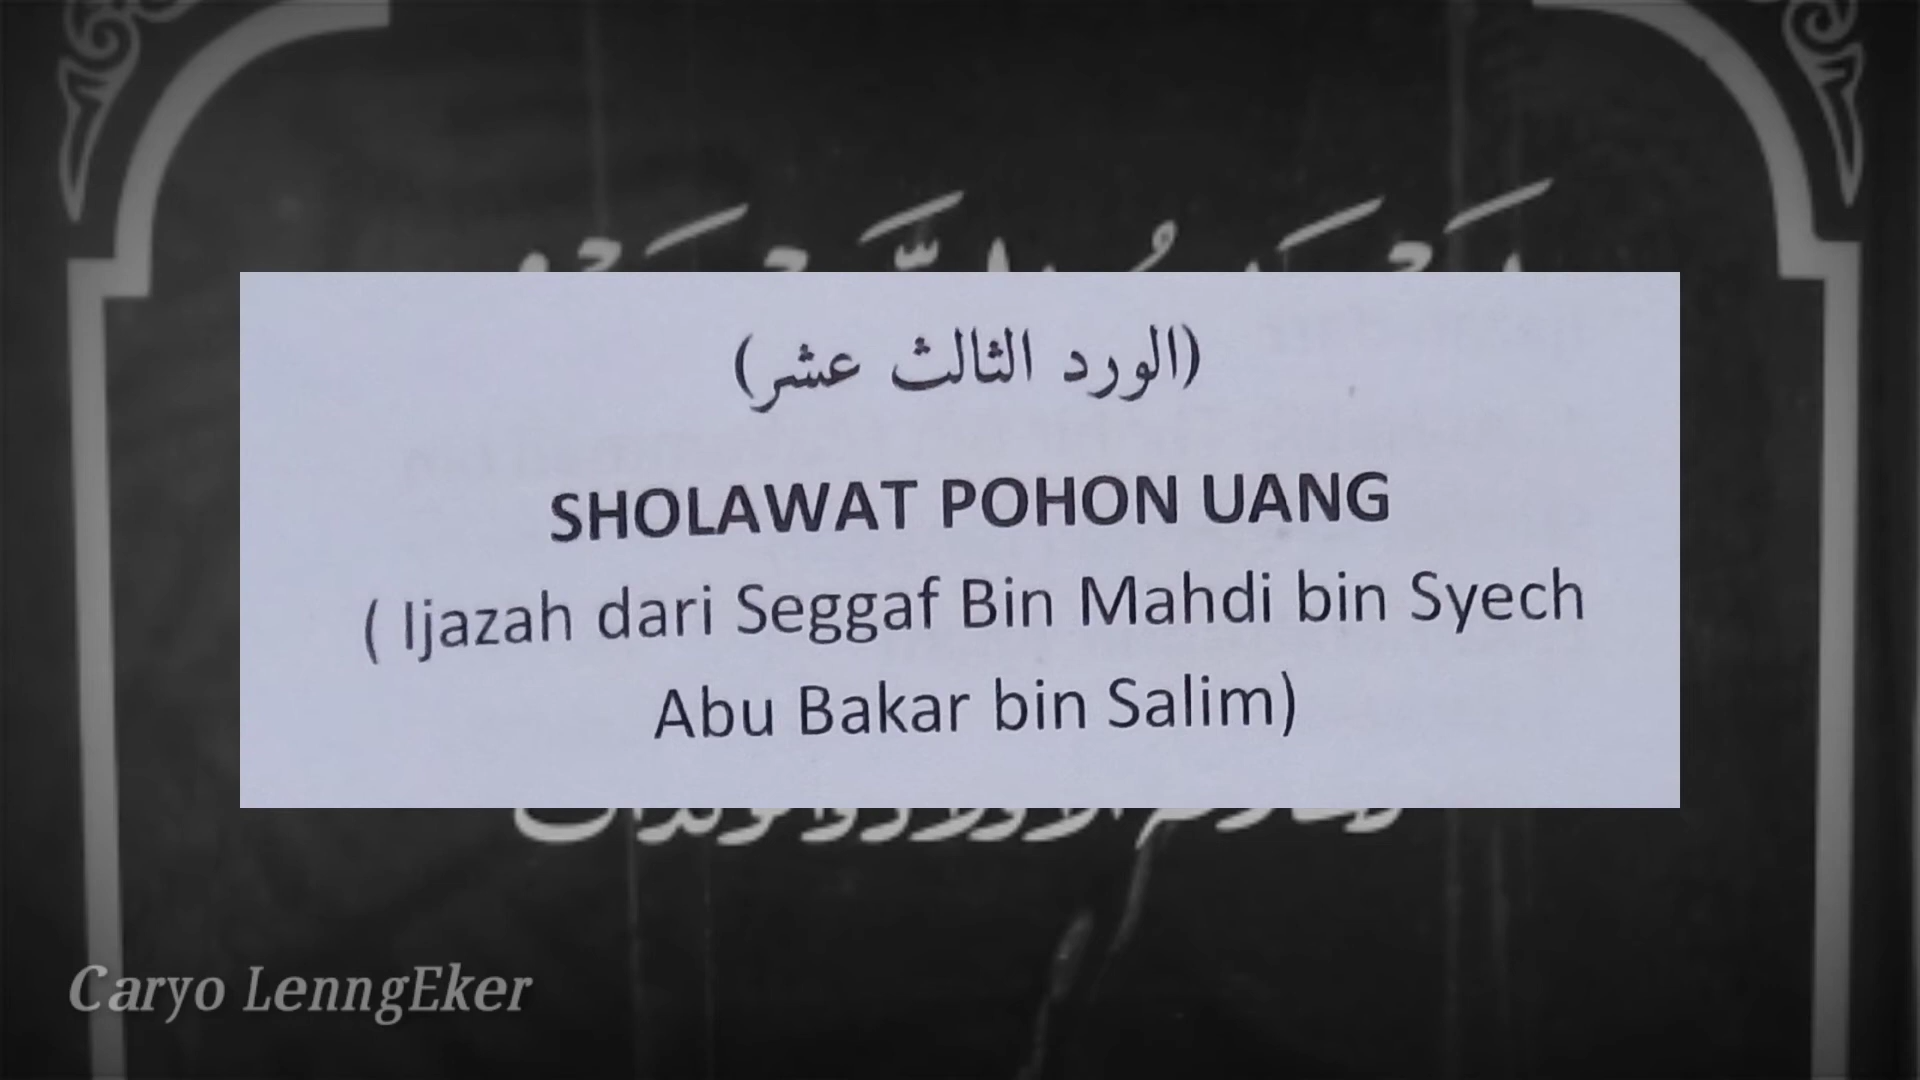 (الورد الثالث عشر)
SHOLAWAT POHON UANG
( Ijazah dari Seggaf Bin Mahdi bin Syech
Abu Bakar bin Salim)
Caryo LenngEker